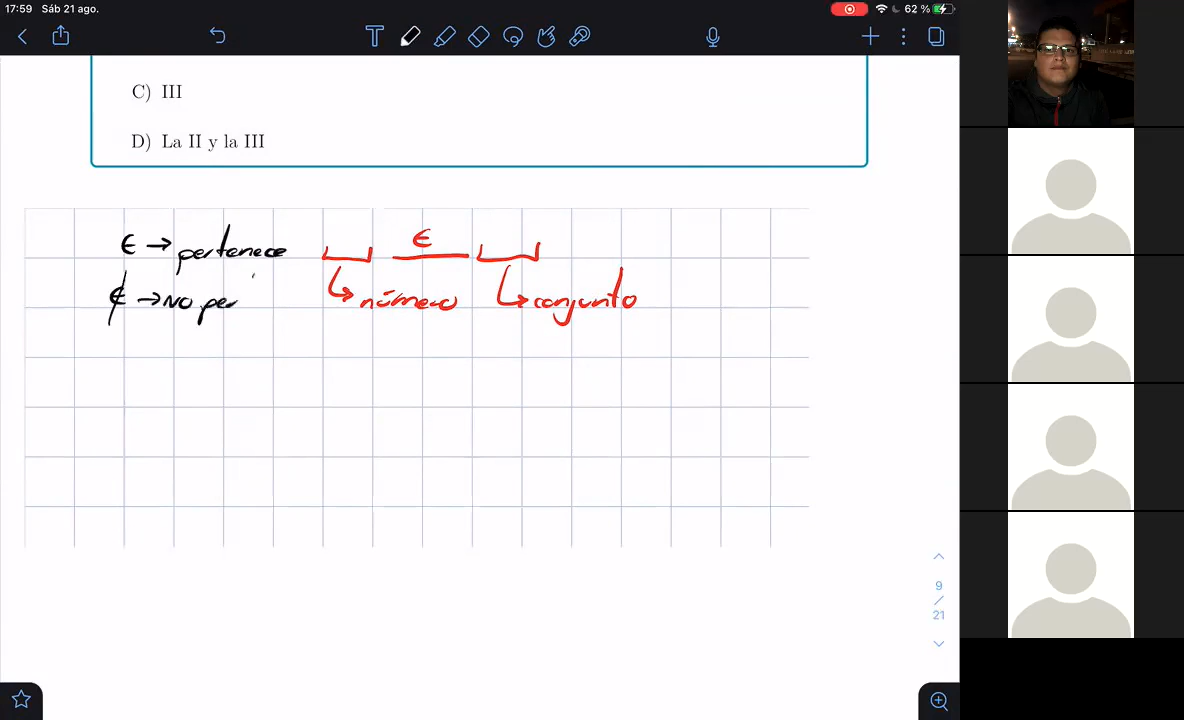 17:59 Sáb 21 ago. 62 %
C) III
D) La II y la III
∈ → pertenece ∈
∉ → No per número conjunto
9
/
21